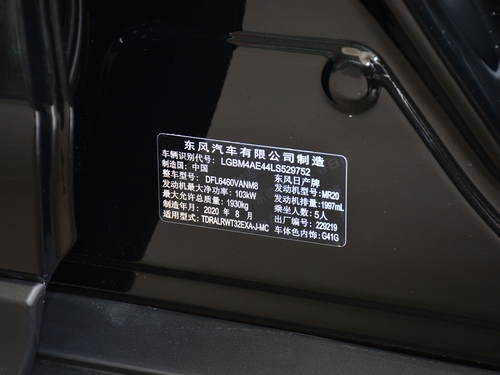 东风汽车有限公司制造
车辆识别代号: LGBM4AE44LS529752
制造国: 中国 东风日产牌
整车型号: DFL6460VANM8 发动机型号: MR20
发动机最大净功率: 103kW 发动机排量: 1997mL
最大允许总质量: 1930kg 乘坐人数: 5人
制造年月: 2020 年 8 月 出厂编号: 229219
适用型式: TDRALRWT32EXA-J-MC 车体色内饰: G41G